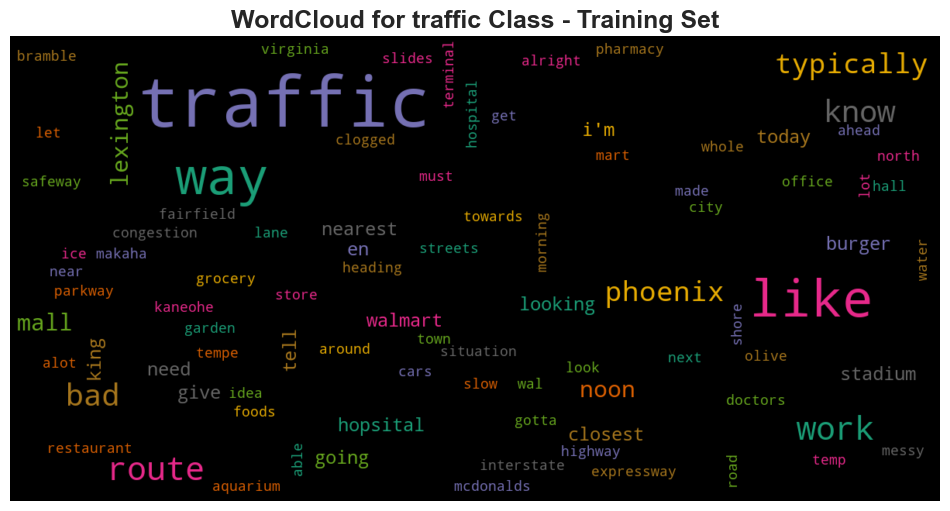 WordCloud for traffic Class - Training Set
bramble
virginia
slides
terminal
alright
pharmacy
typically
lexington
traffic
hospital
get
know
let
clogged
i'm
today
ahead
mart
whole
north
safeway
way
must
made
office
lot
hall
city
fairfield
towards
congestion
lane
nearest
morning
ice
makaha
en
streets
burger
water
near
heading
grocery
parkway
store
phoenix
like
kaneohe
looking
shore
mall
garden
walmart
town
king
tempe
tell
around
situation
next
olive
alot
need
cars
look
stadium
bad
give
idea
slow
wal
noon
doctors
foods
hopsital
gotta
closest
work
restaurant
able
going
highway
messy
route
interstate
expressway
road
temp
aquarium
mcdonalds